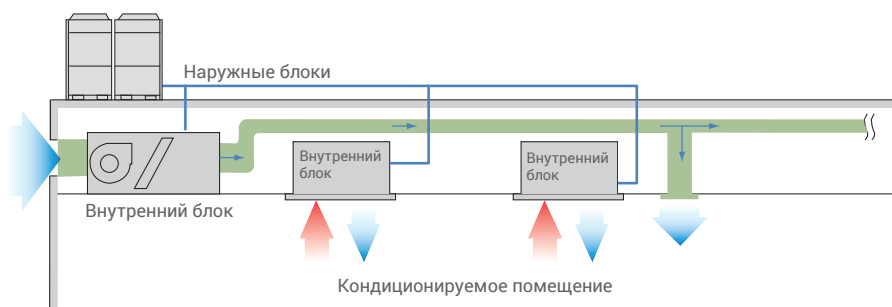 Наружные блоки
Внутренний
блок
Внутренний
блок
Внутренний блок
Кондиционируемое помещение